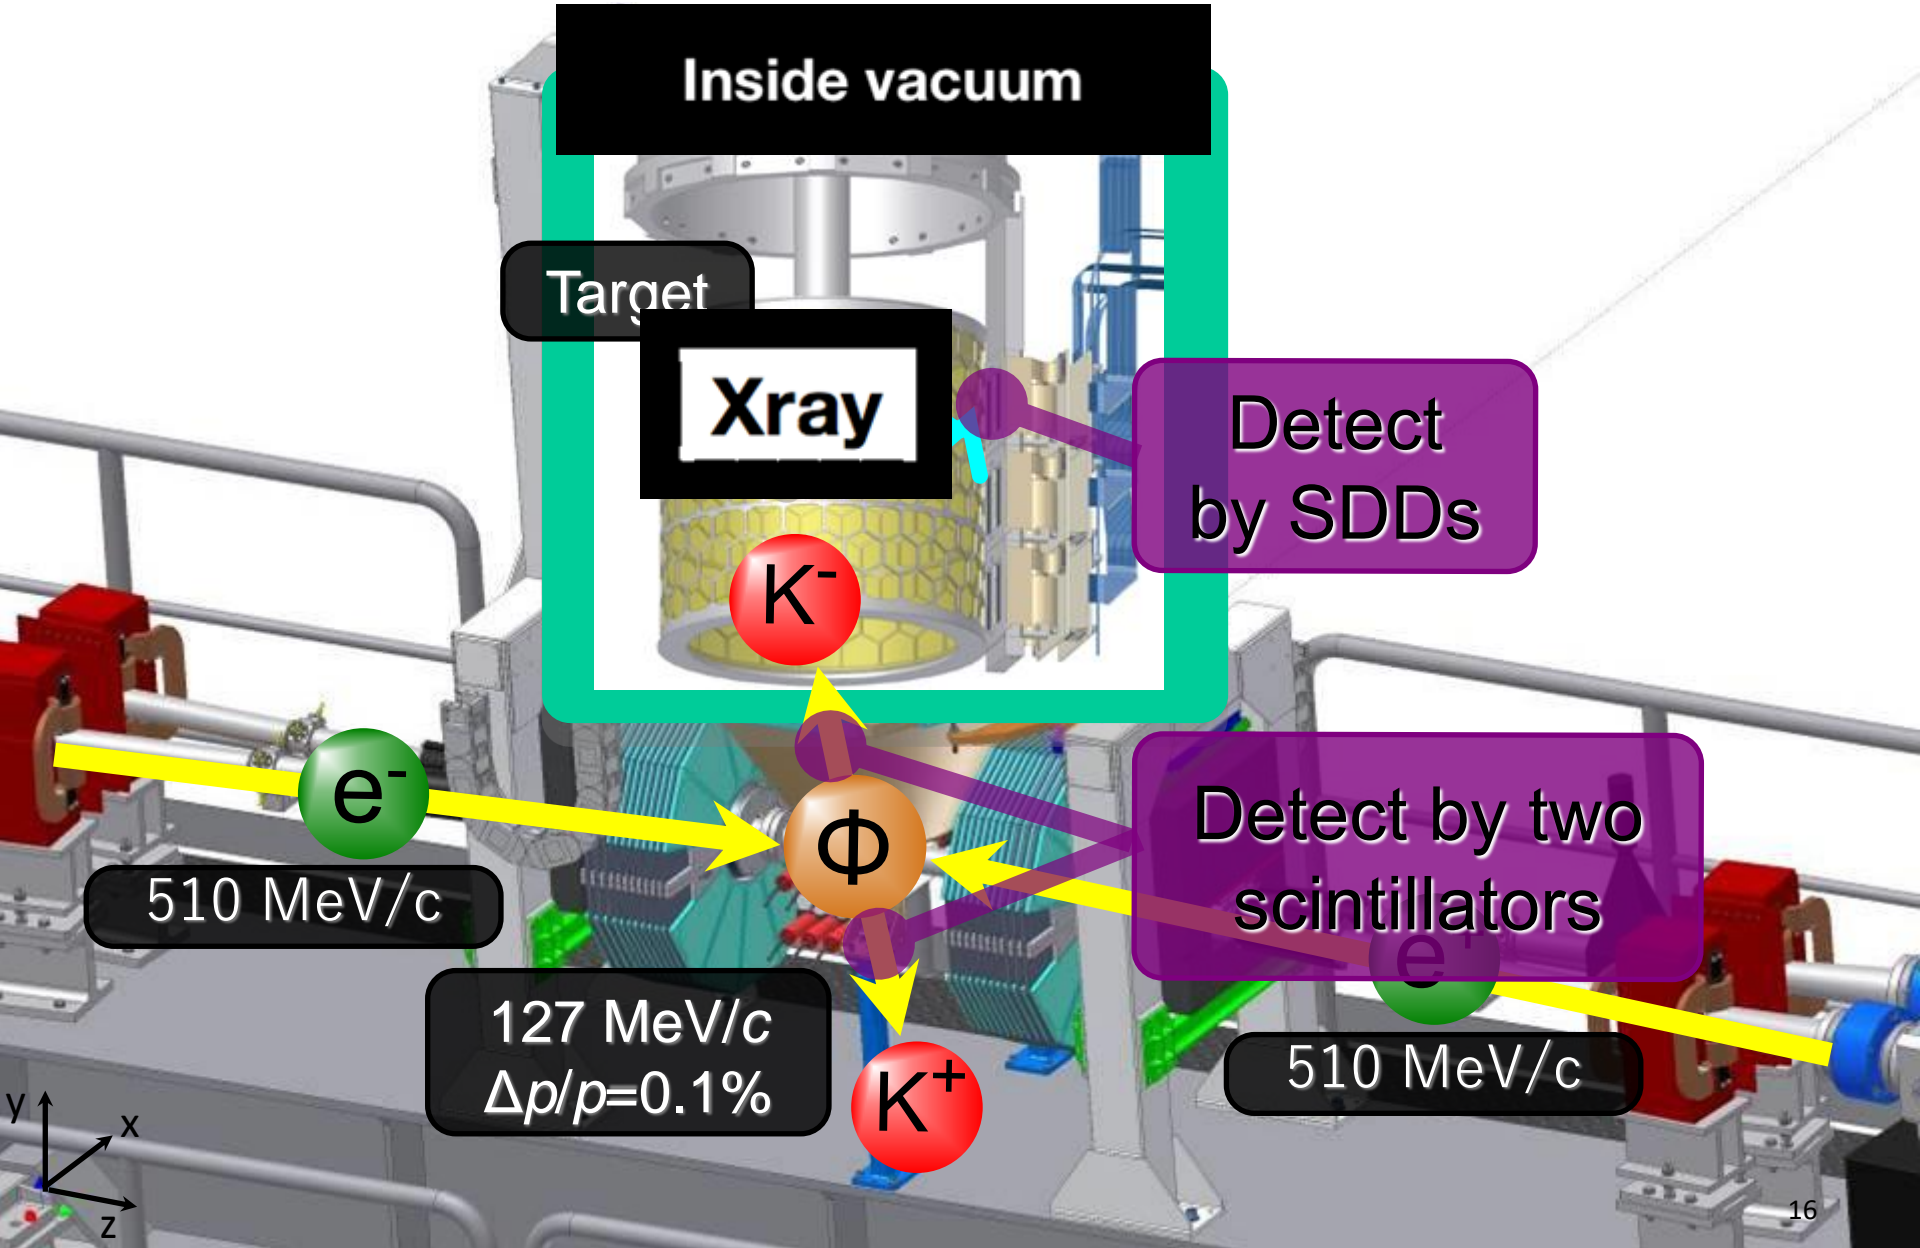 Inside vacuum
Target
Xray
Detect
by SDDs
K-
e-
Φ
Detect by two
scintillators
510 MeV/c
e+
127 MeV/c
Δp/p=0.1%
510 MeV/c
K+
y
x
z
16